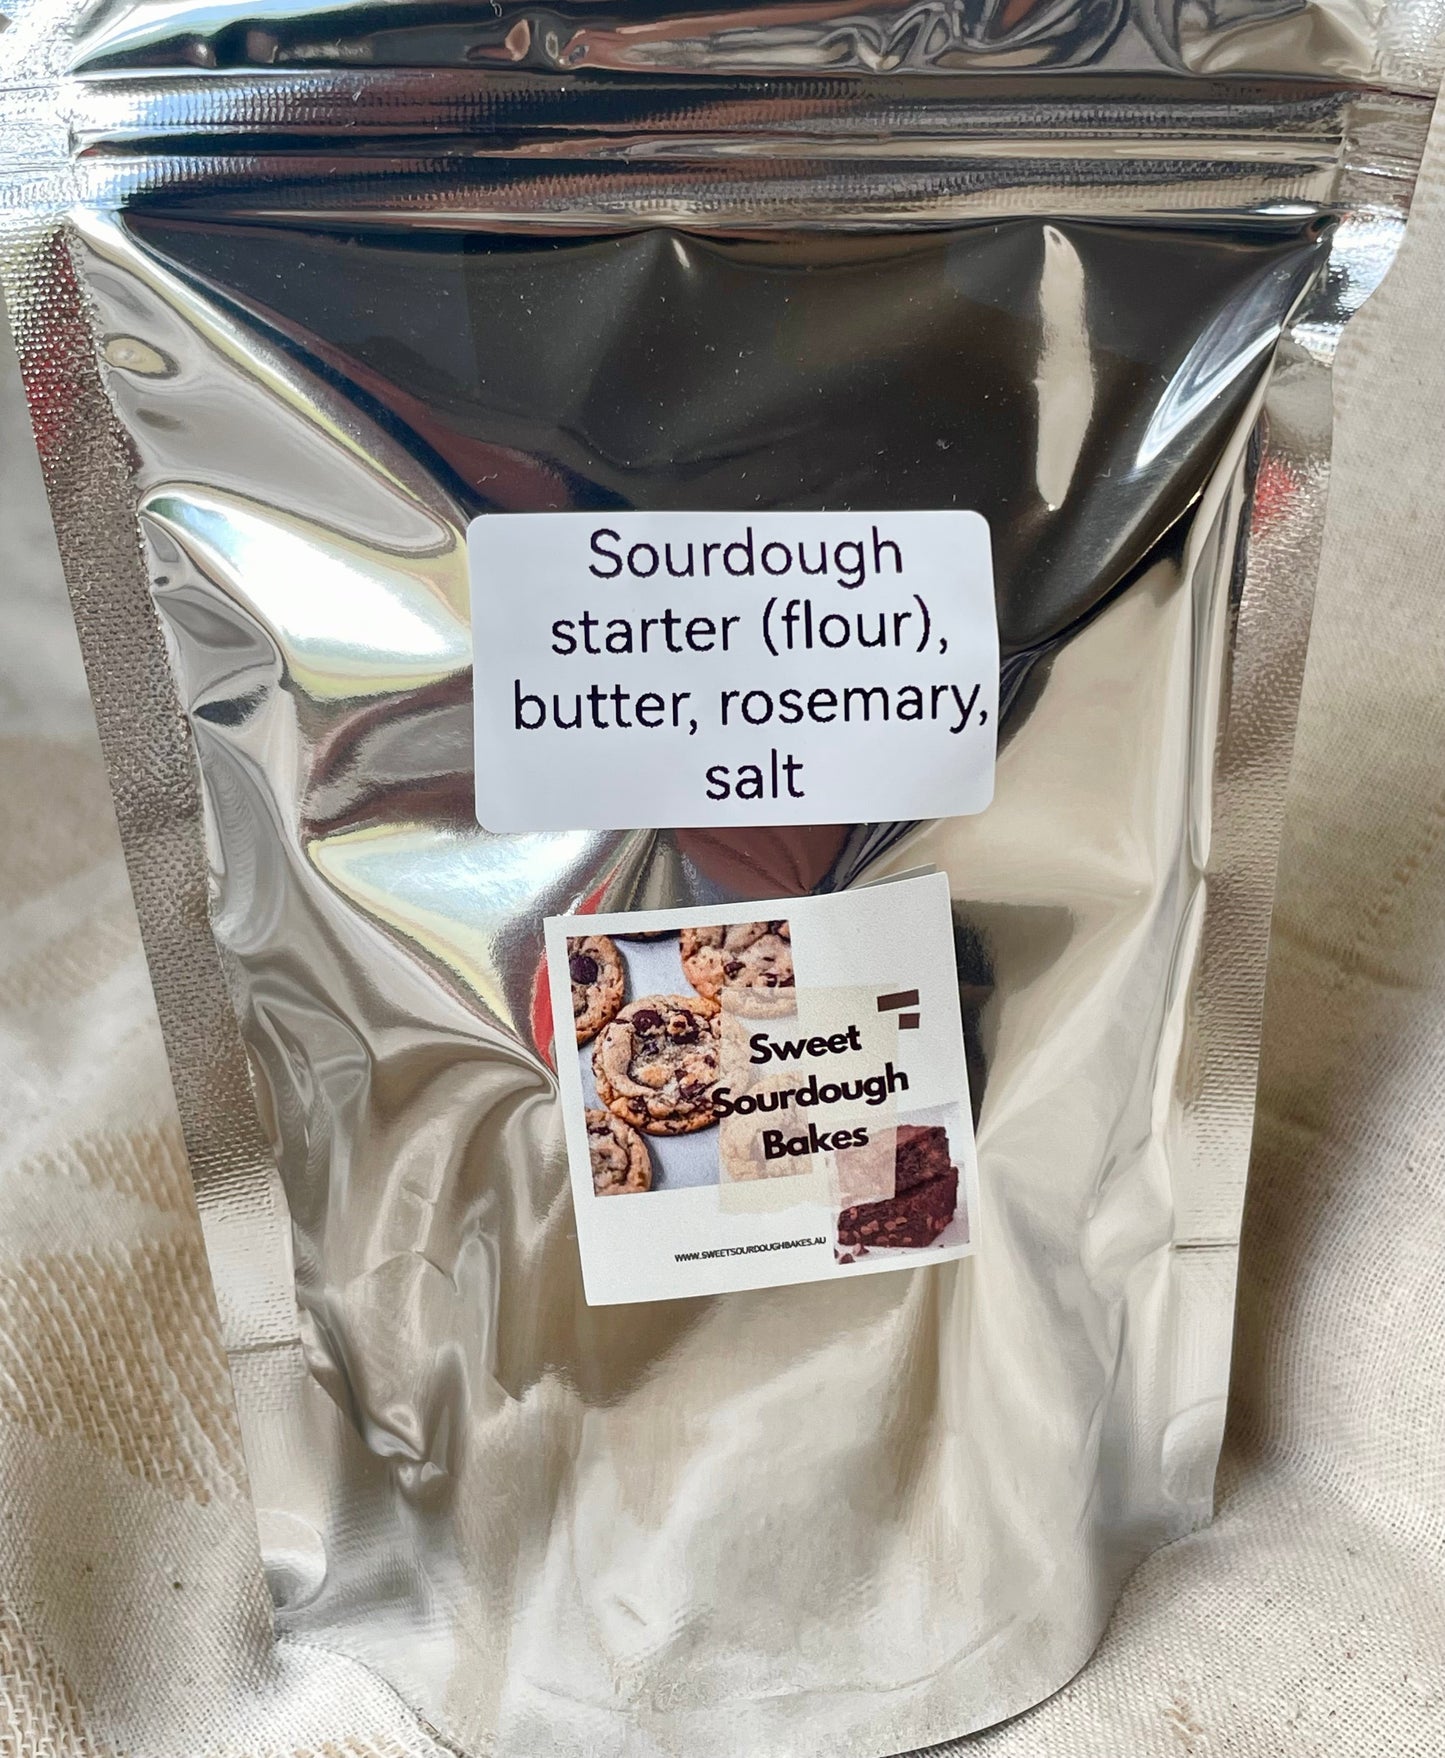 Sourdough
starter (flour),
butter, rosemary,
salt
Sweet
Sourdough
Bakes
WWW.SWEETSOURDOUGHBAKES.AU